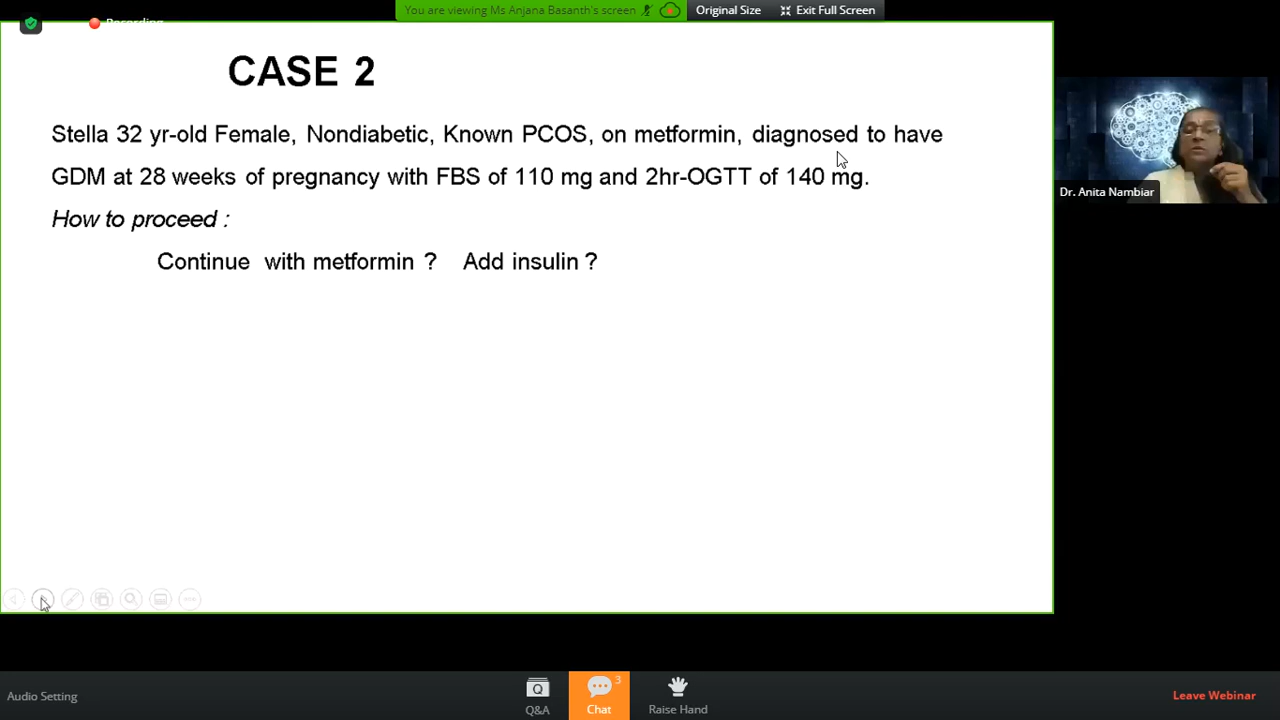 You are viewing Ms Anjana Basanth's screen
Original Size
Exit Full Screen
Recording
CASE 2
Stella 32 yr-old Female, Nondiabetic, Known PCOS, on metformin, diagnosed to have
GDM at 28 weeks of pregnancy with FBS of 110 mg and 2hr-OGTT of 140 mg.
How to proceed :
Continue with metformin ? Add insulin ?
Dr. Anita Nambiar
Audio Setting
Q
Q&A
3
Chat
Raise Hand
Leave Webinar